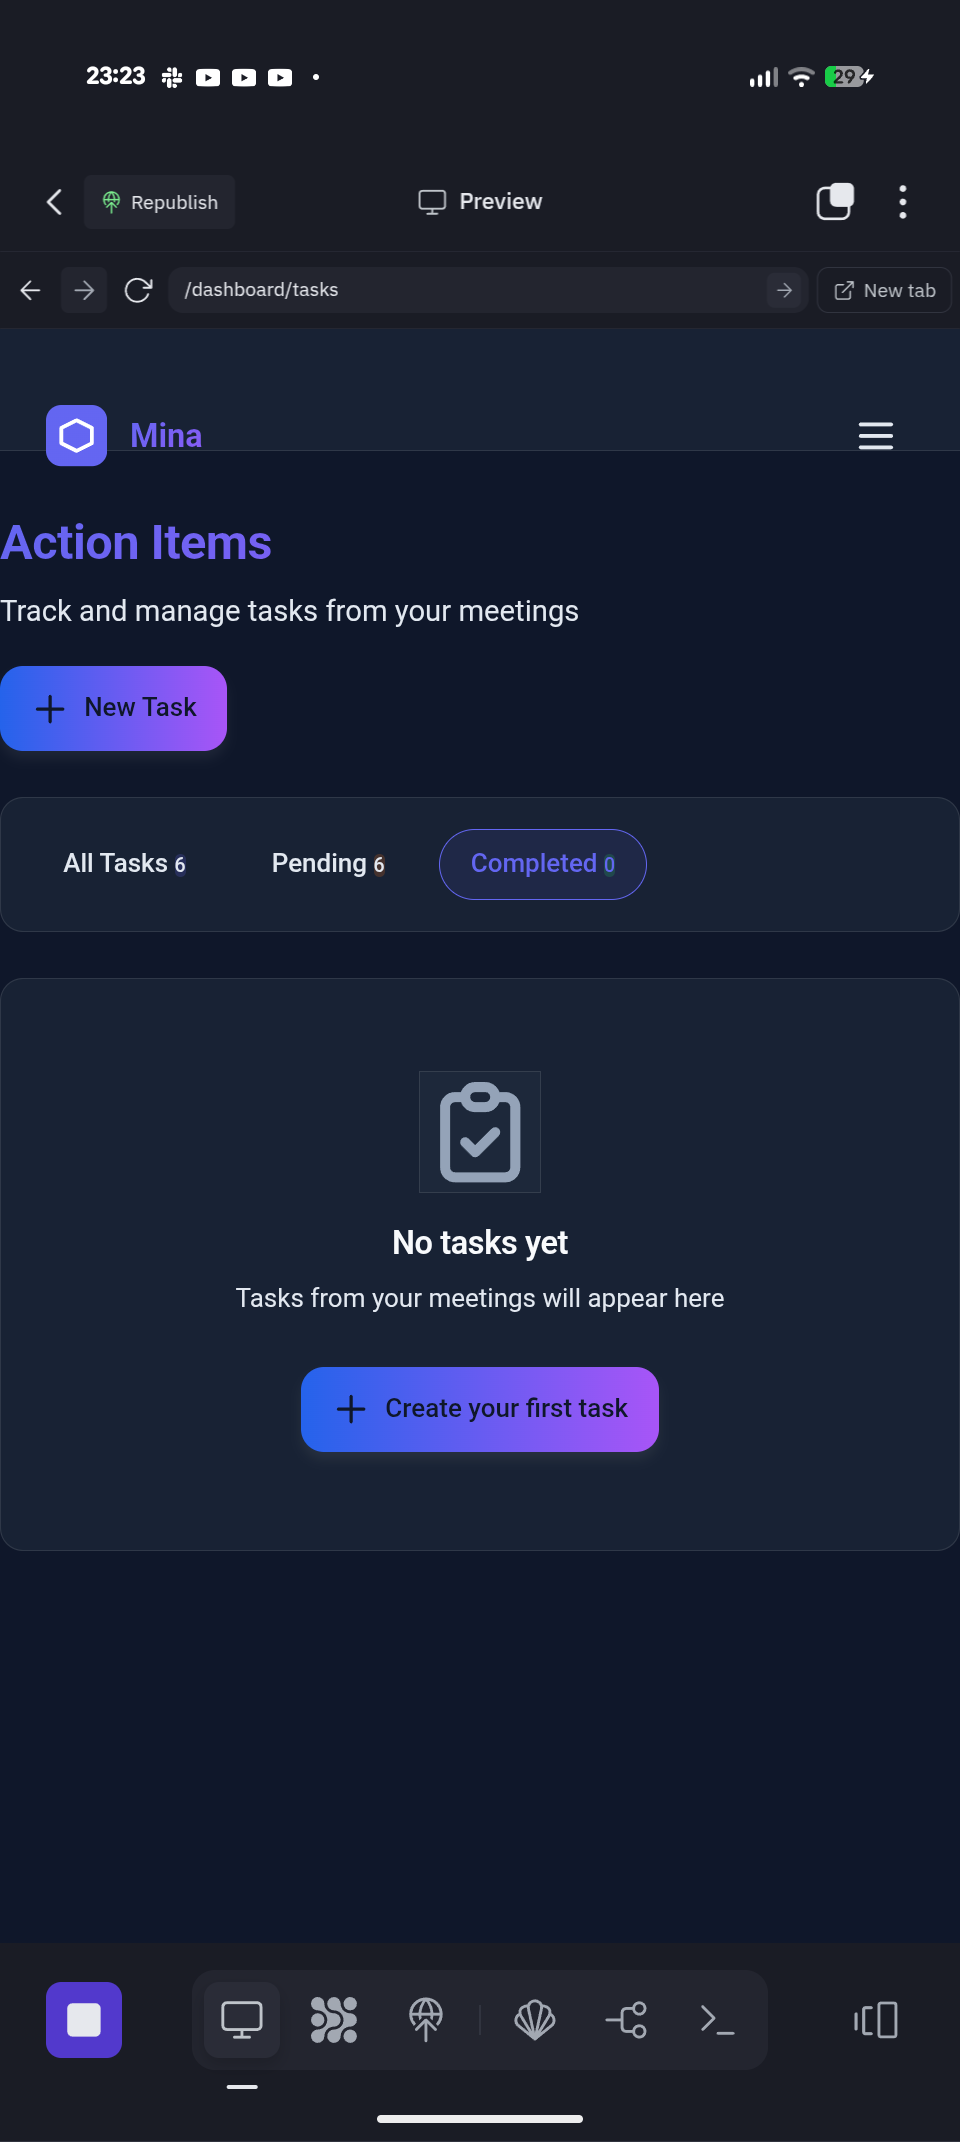 23:23
29
Republish
Preview
/dashboard/tasks
New tab
Mina
Action Items
Track and manage tasks from your meetings
New Task
All Tasks 6 Pending 6 Completed 0
No tasks yet
Tasks from your meetings will appear here
Create your first task